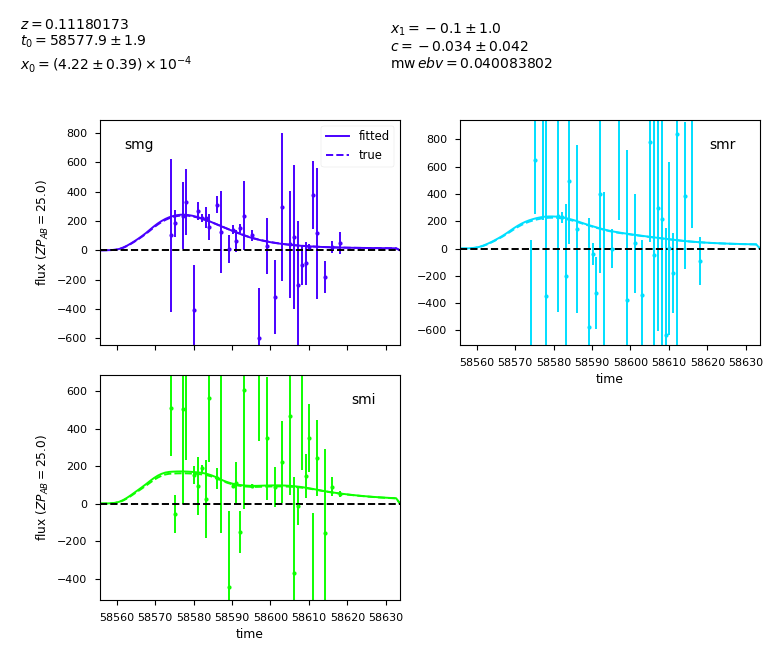 z = 0.11180173
t₀ = 58577.9 ± 1.9
x₀ = (4.22 ± 0.39) × 10⁻⁴
x₁ = −0.1 ± 1.0
c = −0.034 ± 0.042
mw ebv = 0.040083802
smg
fitted
true
800
600
400
200
0
−200
−400
−600
flux (ZP_AB = 25.0)
smr
800
600
400
200
0
−200
−400
−600
58560 58570 58580 58590 58600 58610 58620 58630
time
smi
600
400
200
0
−200
−400
flux (ZP_AB = 25.0)
58560 58570 58580 58590 58600 58610 58620 58630
time